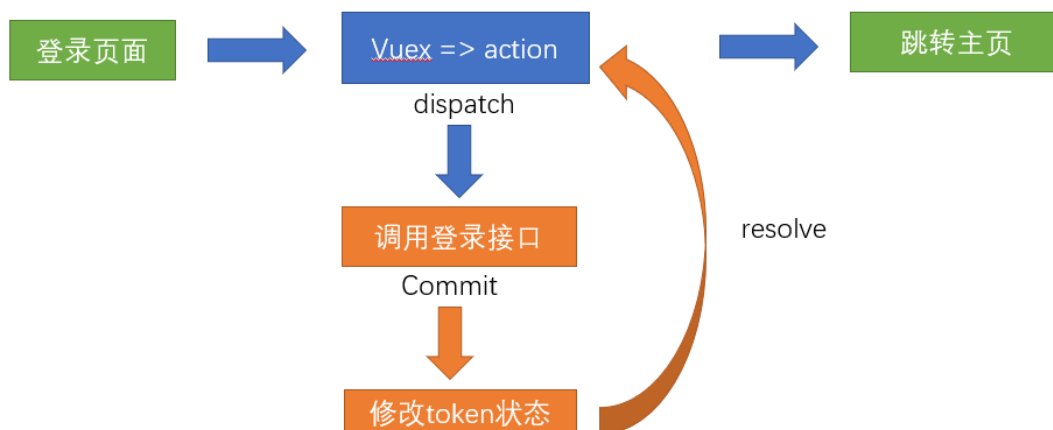 登录页面
Vuex => action
跳转主页
dispatch
调用登录接口
resolve
Commit
修改token状态